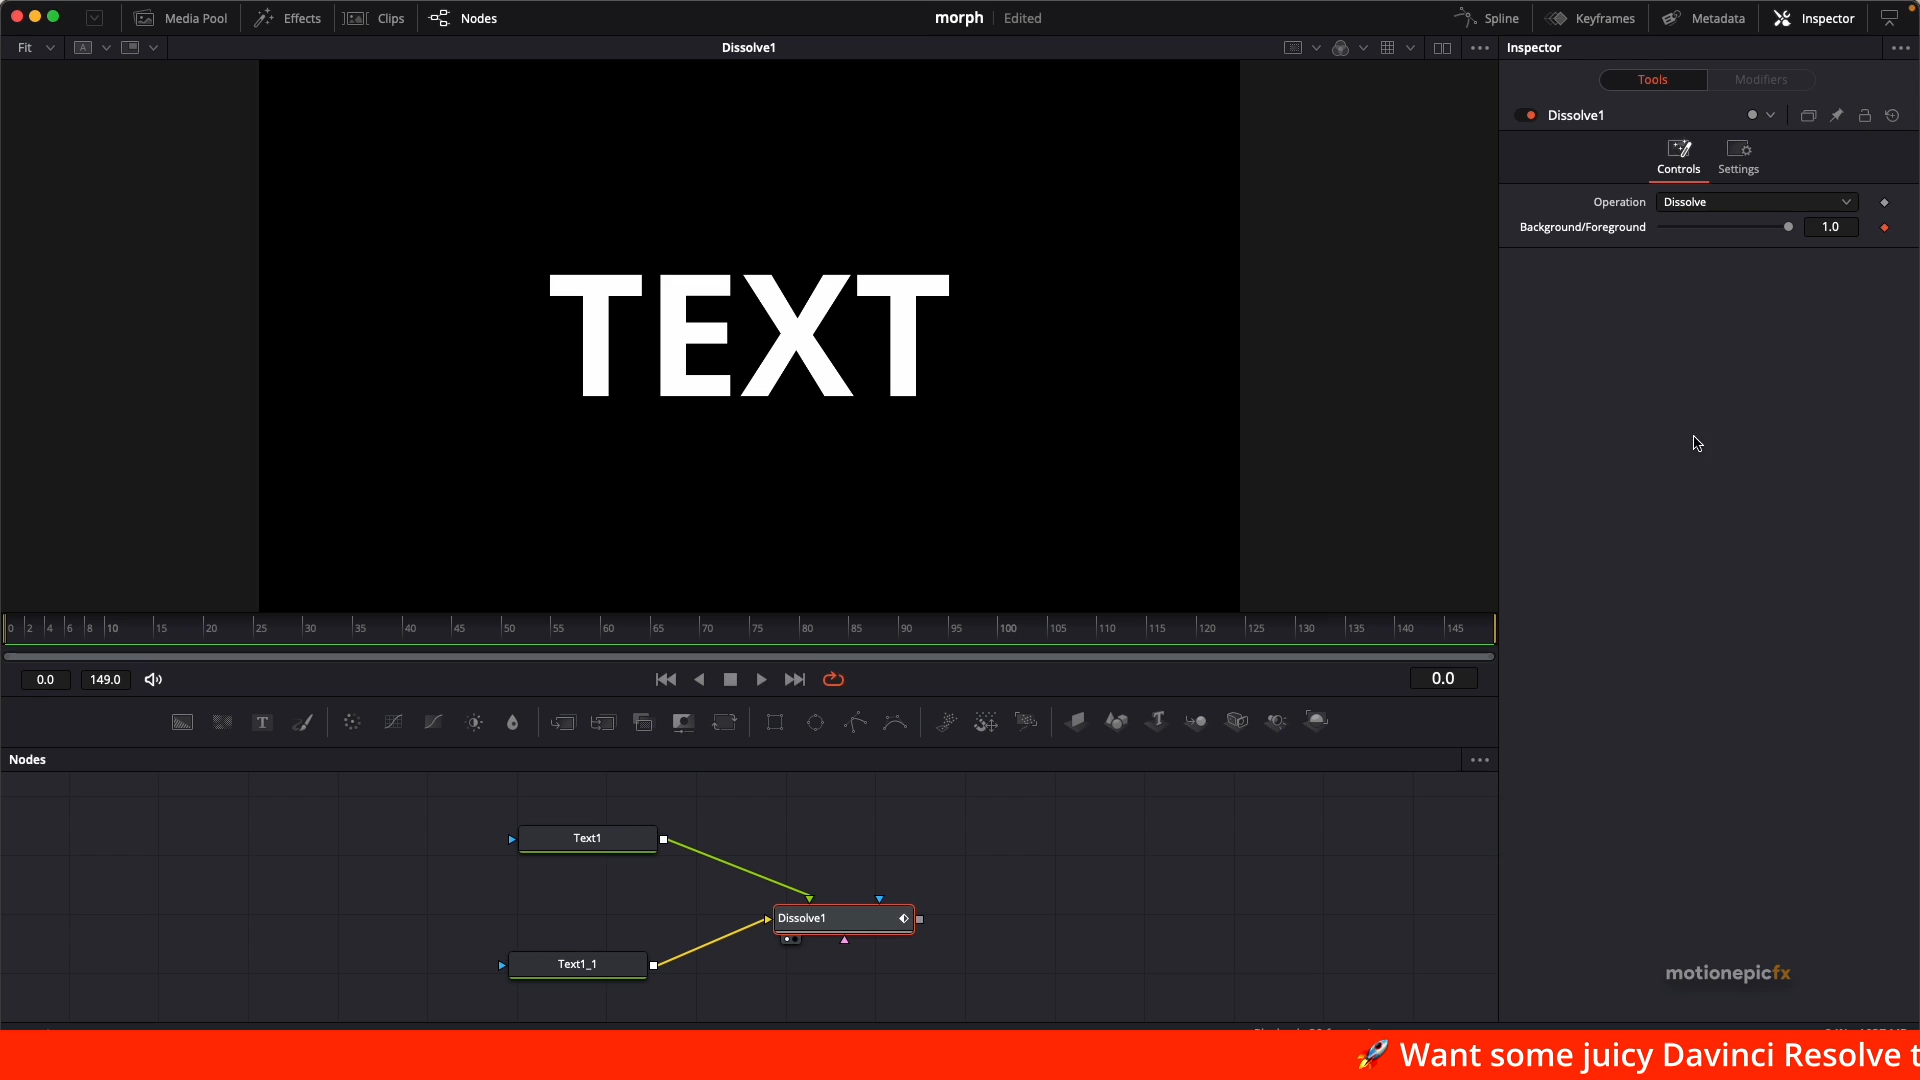 Media Pool Effects Clips Nodes morph Edited Spline Keyframes Metadata Inspector
Fit A Dissolve1 Inspector
Tools Modifiers
Dissolve1
Controls Settings
Operation Dissolve
Background/Foreground 1.0
TEXT
0 2 4 6 8 10 15 20 25 30 35 40 45 50 55 60 65 70 75 80 85 90 95 100 105 110 115 120 125 130 135 140 145
0.0 149.0 0.0
T T
Nodes
Text1
Dissolve1
Text1_1
motionepicfx
🚀 Want some juicy Davinci Resolve t